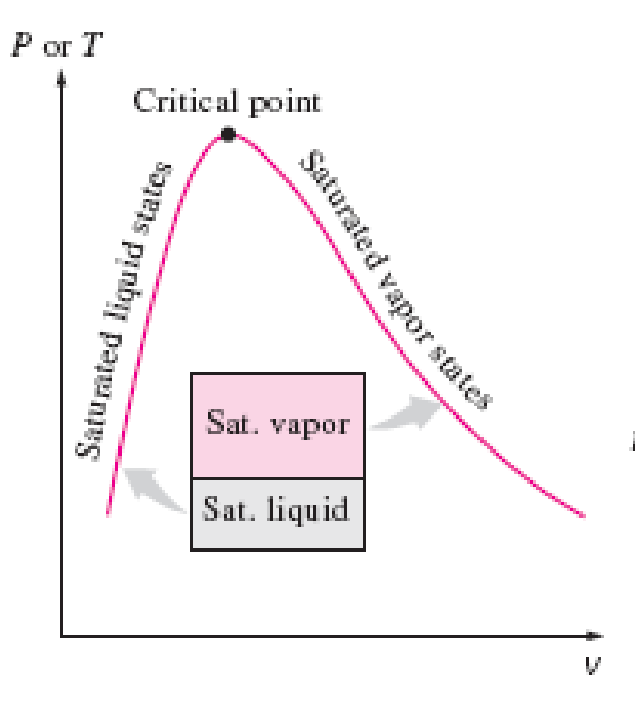 P or T
Critical point
Saturated liquid states
Saturated vapor states
Sat. vapor
Sat. liquid
v